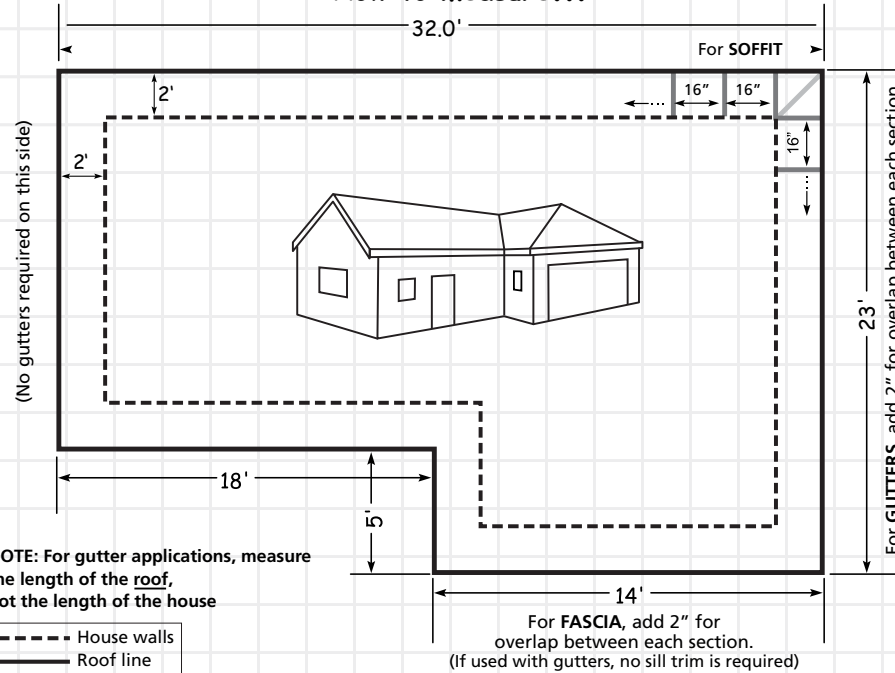 32.0'
For SOFFIT
2'
16”
16”
2'
16”
(No gutters required on this side)
23'
18'
5'
14'
OTE: For gutter applications, measure
he length of the roof,
ot the length of the house
House walls
Roof line
For FASCIA, add 2” for
overlap between each section.
(If used with gutters, no sill trim is required)
For GUTTERS, add 2” for overlap between each section